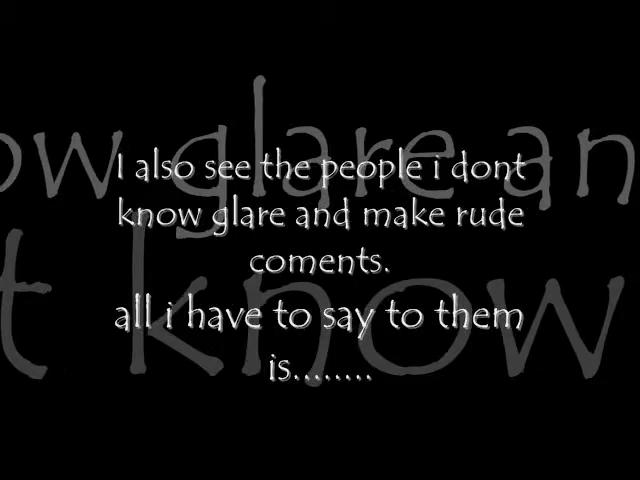 I also see the people i dont
know glare and make rude
coments.
all i have to say to them
is........
ow glare an
t know